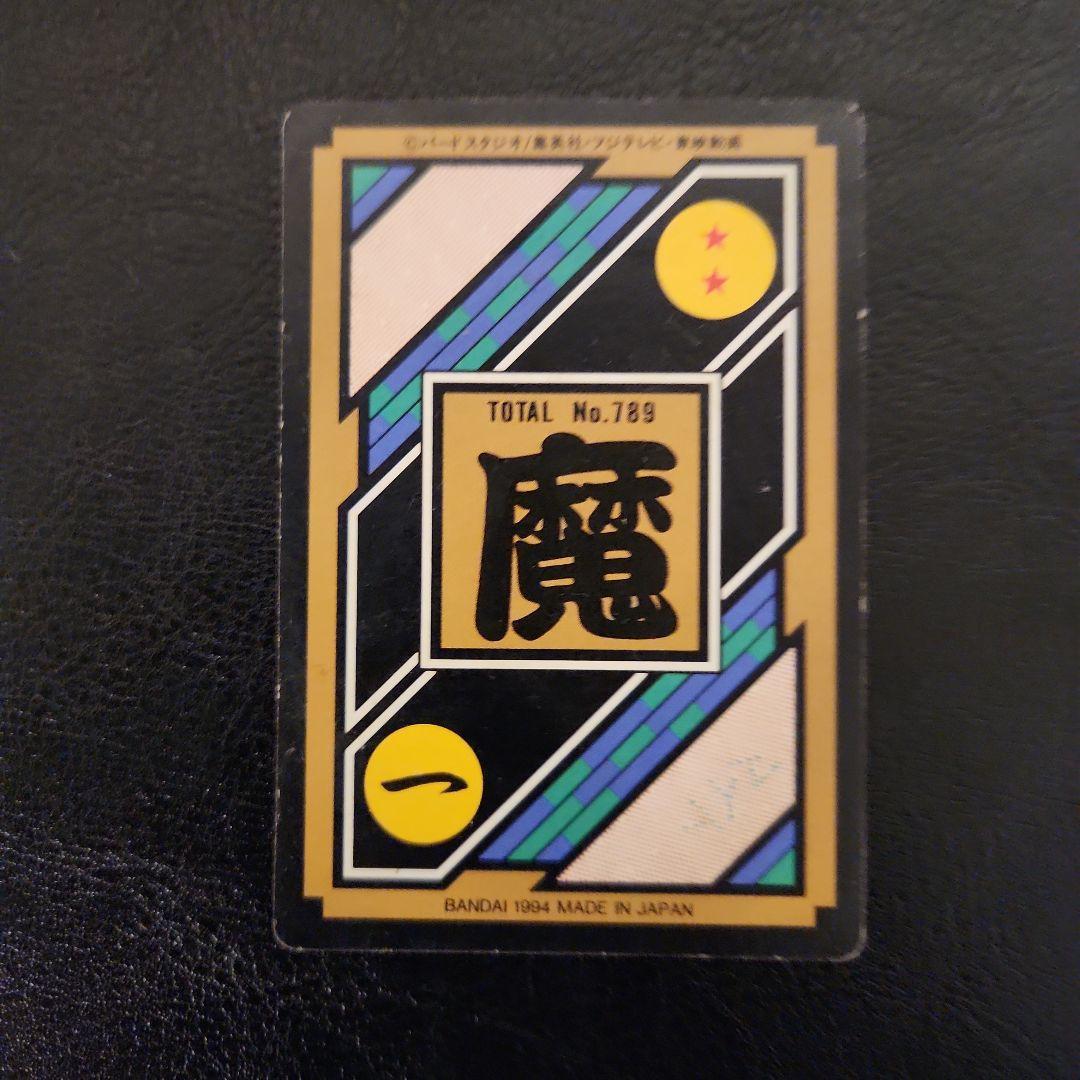 ©バードスタジオ/集英社・フジテレビ・東映動画
TOTAL No.789
魔
一
BANDAI 1994 MADE IN JAPAN